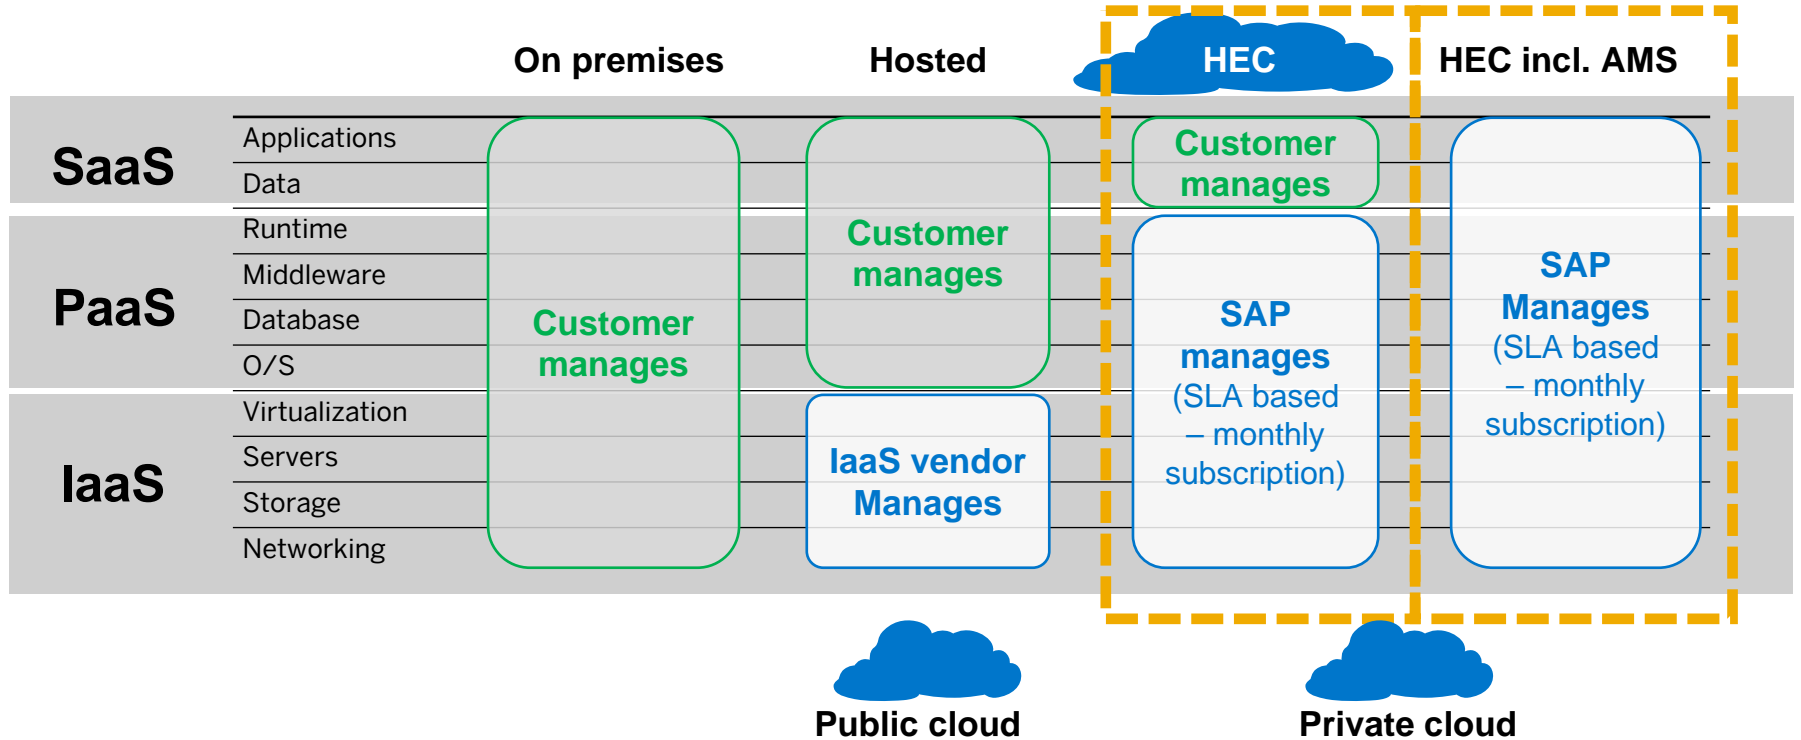 On premises
Hosted
HEC
HEC incl. AMS
SaaS
Applications
Data
PaaS
Runtime
Middleware
Database
O/S
IaaS
Virtualization
Servers
Storage
Networking
Customer
manages
Customer
manages
IaaS vendor
Manages
Customer
manages
SAP
manages
(SLA based
– monthly
subscription)
SAP
Manages
(SLA based
– monthly
subscription)
Public cloud
Private cloud